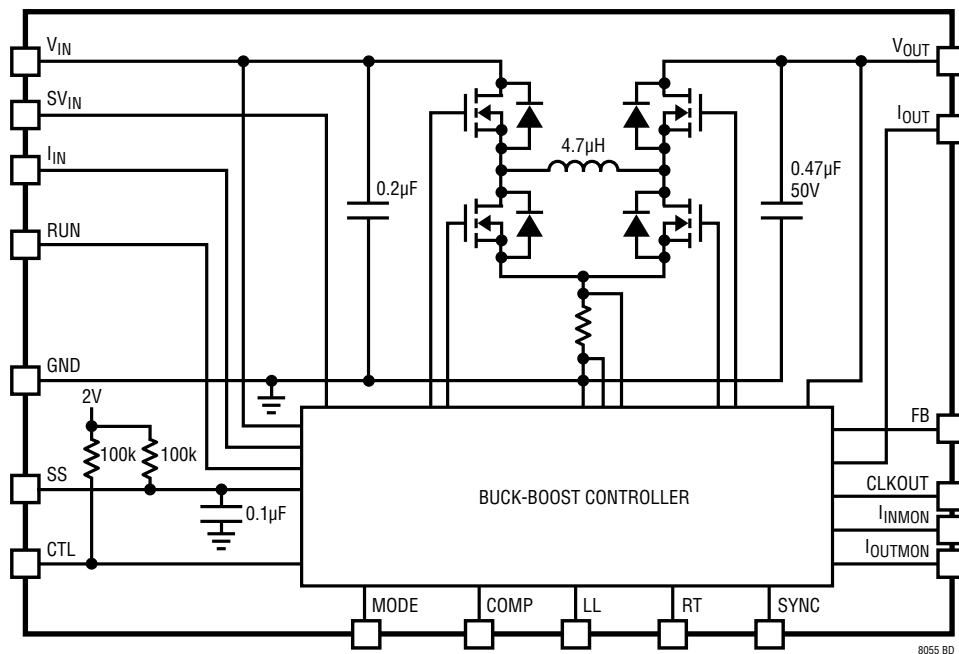 VIN
SVIN
IIN
RUN
GND
2V
100k
100k
SS
0.1µF
CTL
0.2µF
4.7µH
0.47µF
50V
VOUT
IOUT
FB
CLKOUT
IINMON
IOUTMON
BUCK-BOOST CONTROLLER
MODE
COMP
LL
RT
SYNC
8055 BD